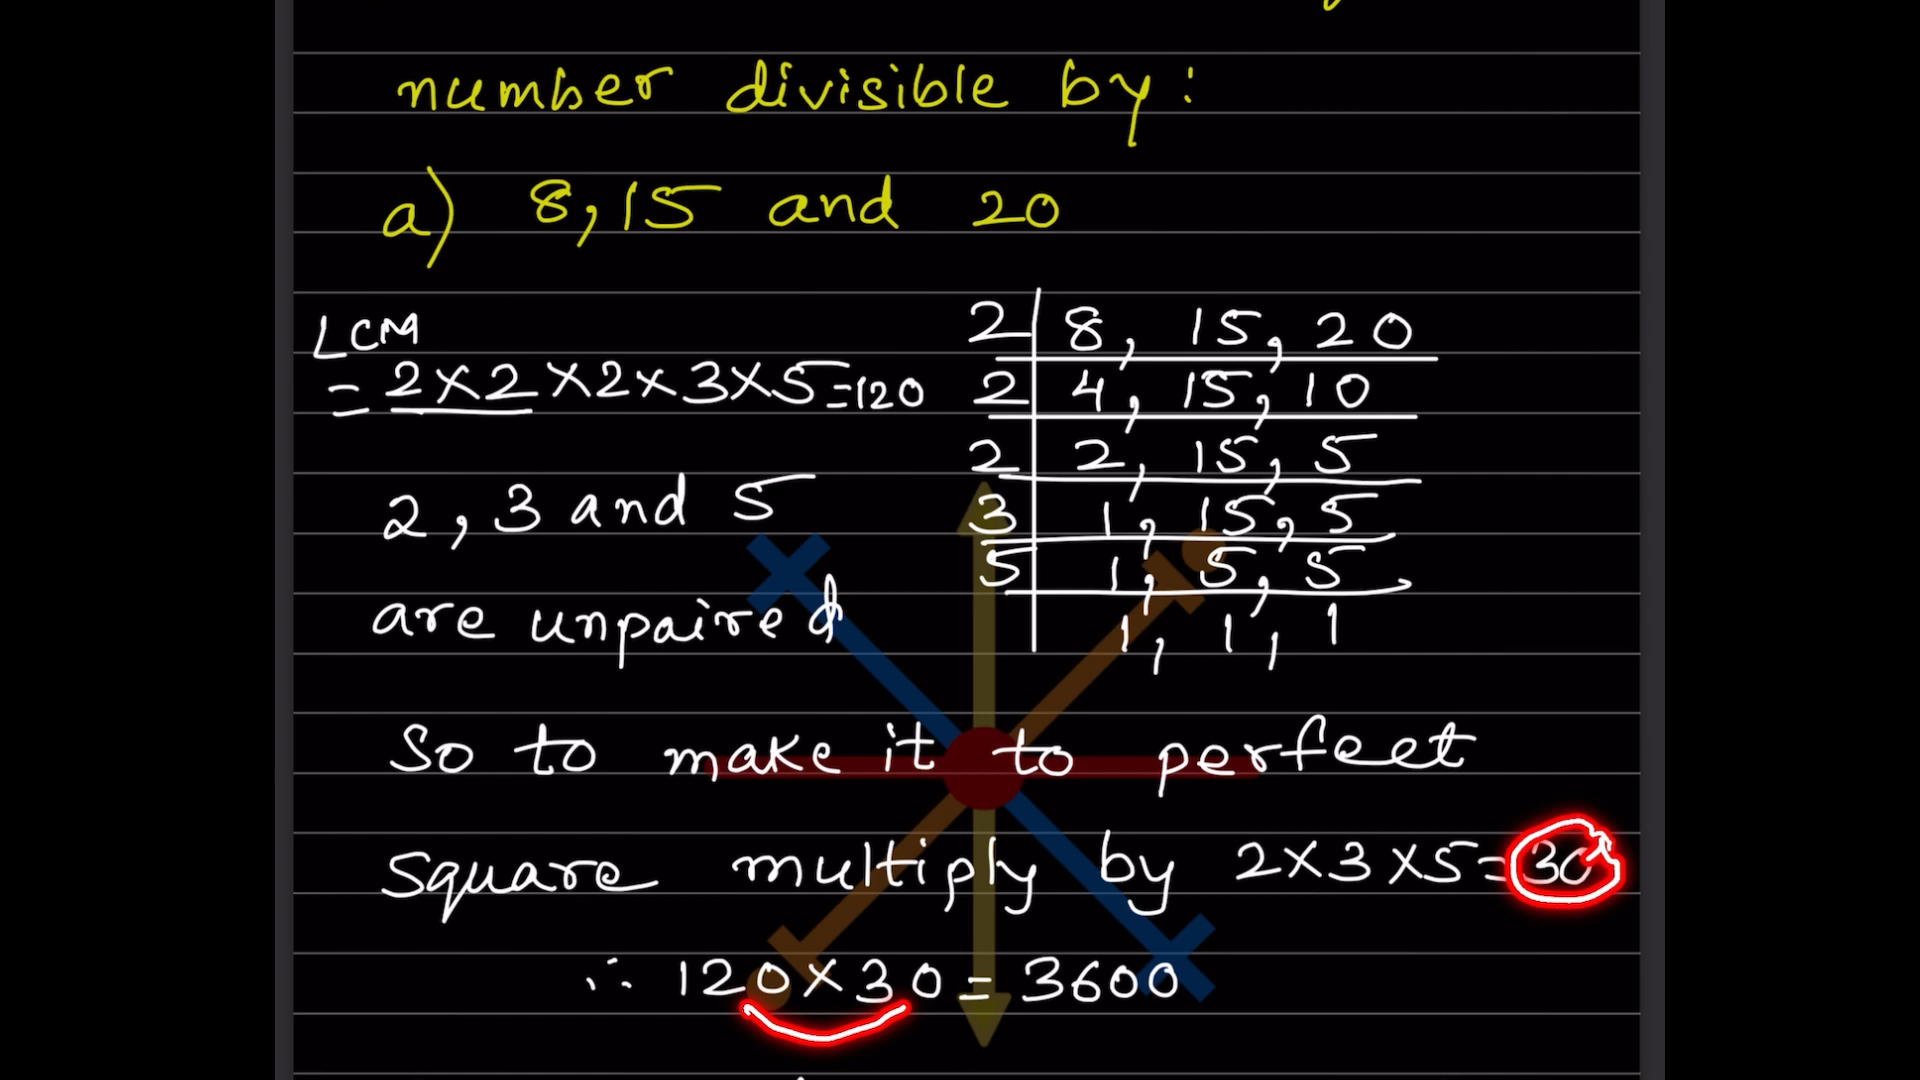 number divisible by:
a) 8, 15 and 20
LCM
= 2×2×2×3×5=120
2, 3 and 5
are unpaired
2 | 8, 15, 20
2 | 4, 15, 10
2 | 2, 15, 5
3 | 1, 15, 5
5 | 1, 5, 5
1, 1, 1
So to make it to perfect
square multiply by 2×3×5=30
∴ 120×30=3600